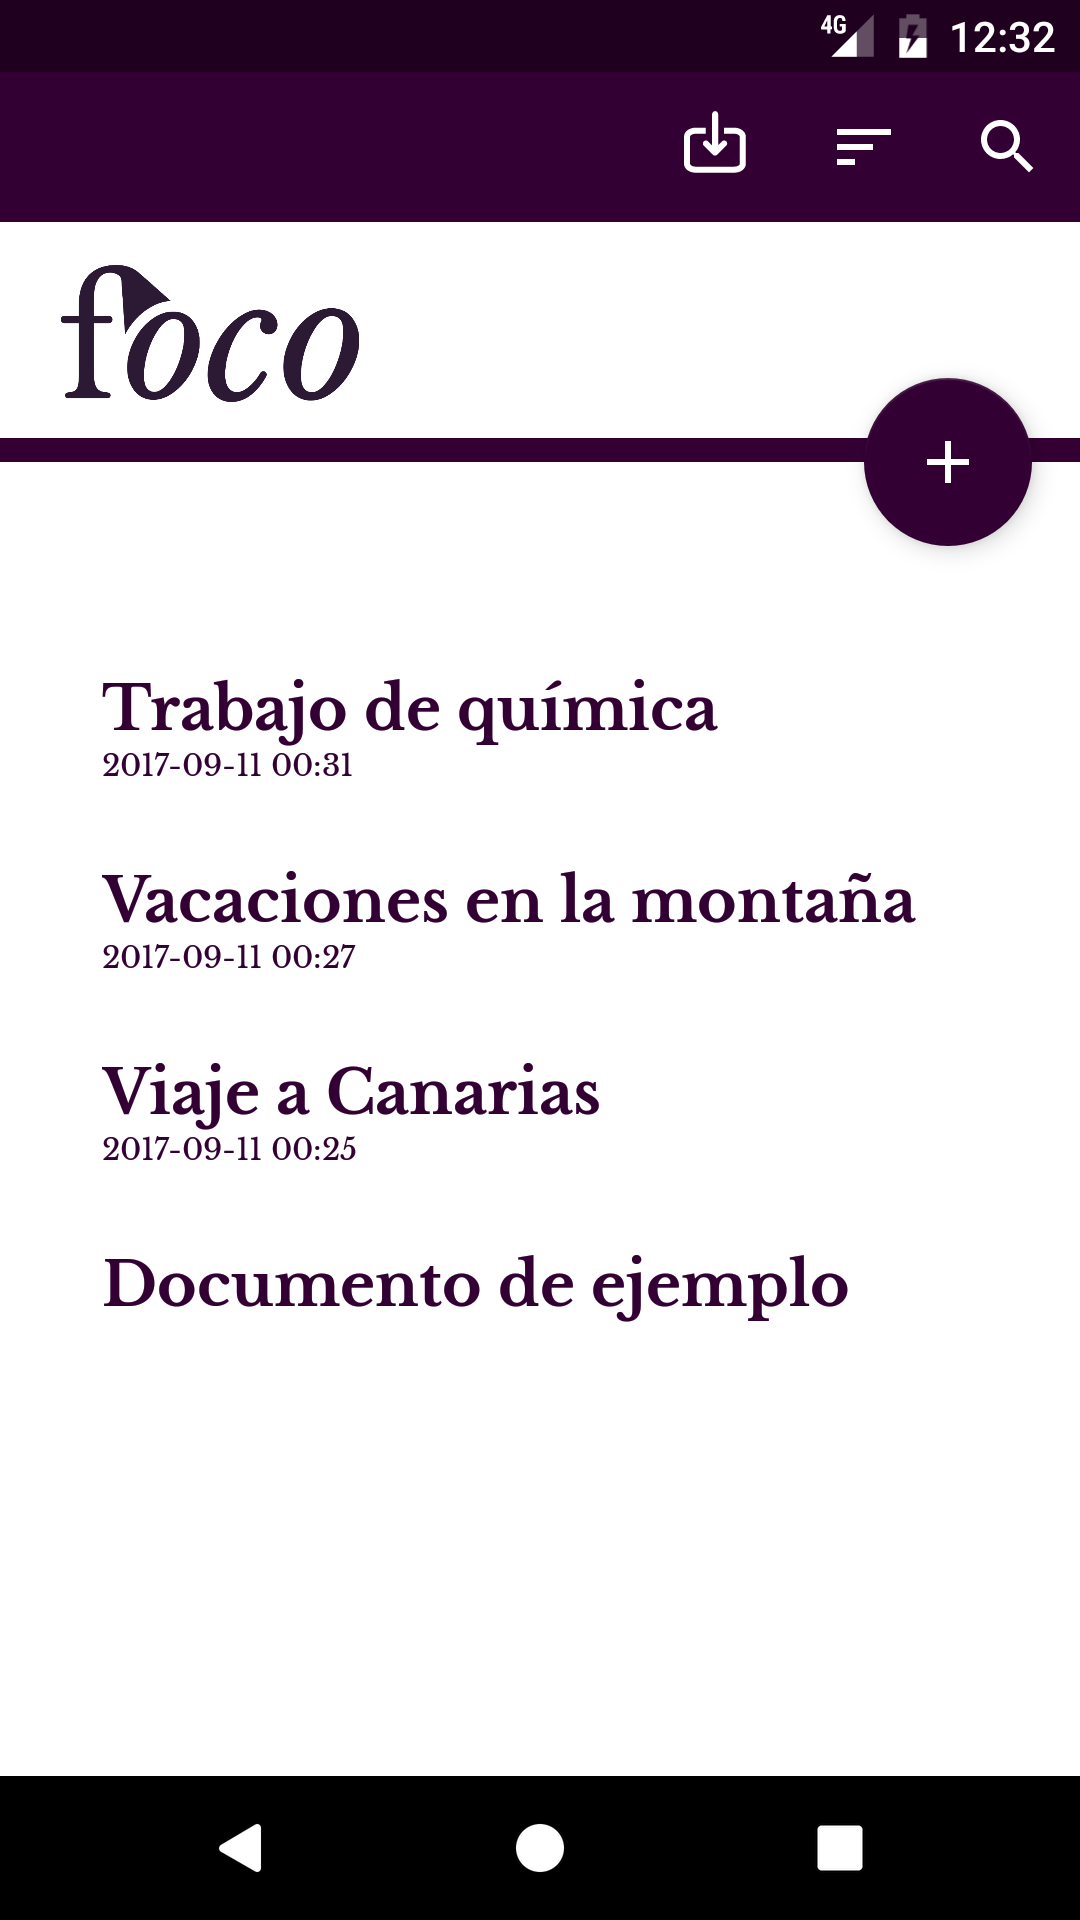 4G 12:32
foco
Trabajo de química
2017-09-11 00:31
Vacaciones en la montaña
2017-09-11 00:27
Viaje a Canarias
2017-09-11 00:25
Documento de ejemplo